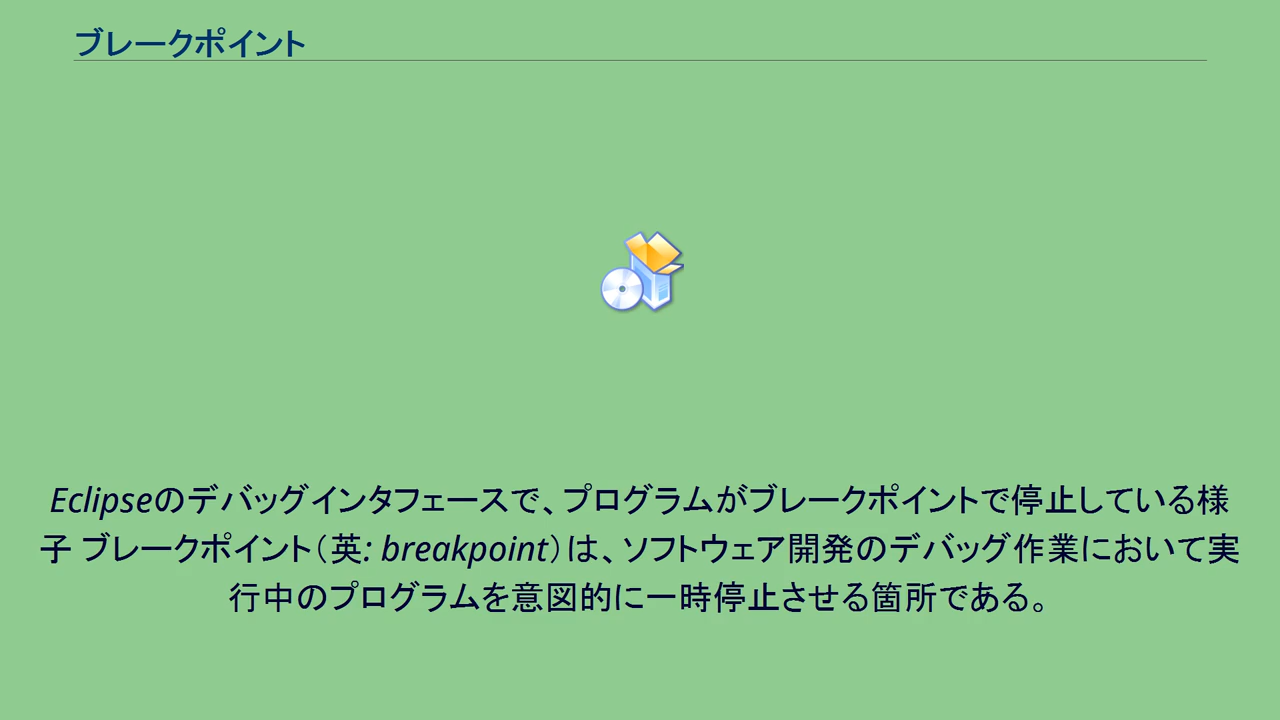 ブレークポイント
Eclipseのデバッグインタフェースで、プログラムがブレークポイントで停止している様
子 ブレークポイント（英: breakpoint）は、ソフトウェア開発のデバッグ作業において実
行中のプログラムを意図的に一時停止させる箇所である。